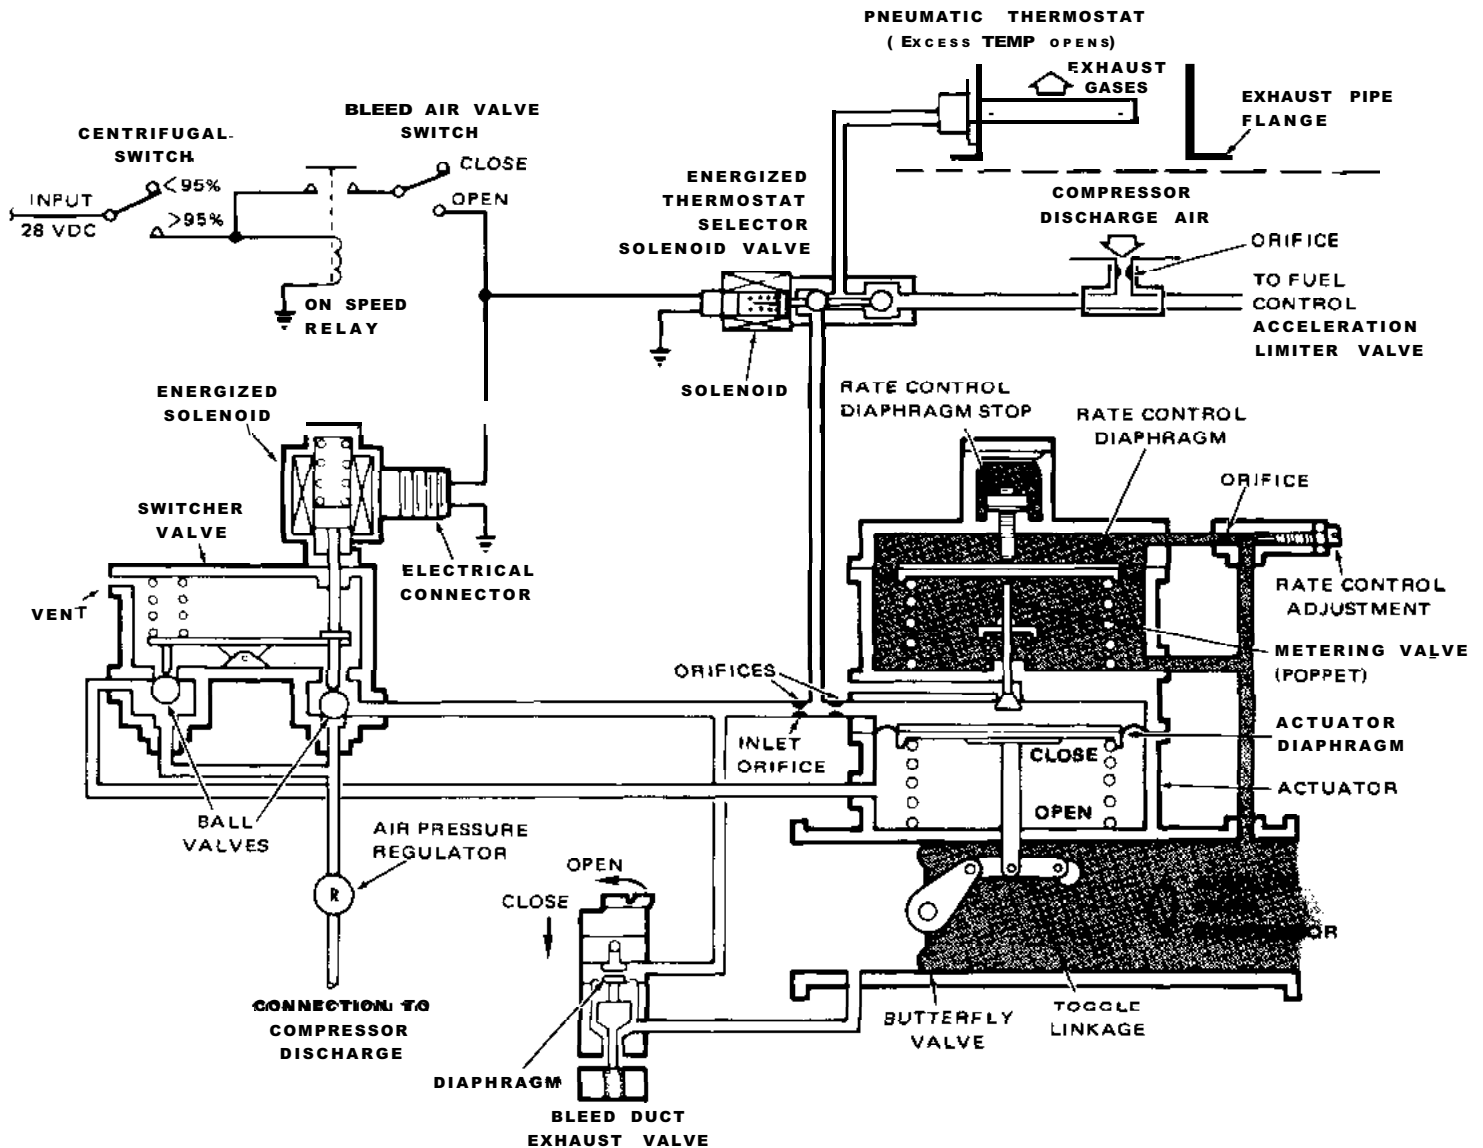 PNEUMATIC THERMOSTAT
(EXCESS TEMP OPENS)
EXHAUST
GASES
EXHAUST PIPE
FLANGE
BLEED AIR VALVE
SWITCH
CENTRIFUGAL
SWITCH
CLOSE
<95%
INPUT
28 VDC
>95%
OPEN
ENERGIZED
THERMOSTAT
SELECTOR
SOLENOID VALVE
COMPRESSOR
DISCHARGE AIR
ORIFICE
TO FUEL
CONTROL
ACCELERATION
LIMITER VALVE
ON SPEED
RELAY
SOLENOID
ENERGIZED
SOLENOID
RATE CONTROL
DIAPHRAGM STOP
RATE CONTROL
DIAPHRAGM
ORIFICE
SWITCHER
VALVE
ELECTRICAL
CONNECTOR
VENT
RATE CONTROL
ADJUSTMENT
METERING VALVE
(POPPET)
ORIFICES
INLET
ORIFICE
ACTUATOR
DIAPHRAGM
CLOSE
ACTUATOR
OPEN
BALL
VALVES
AIR PRESSURE
REGULATOR
R
OPEN
CLOSE
CONNECTION TO
COMPRESSOR
DISCHARGE
BUTTERFLY
VALVE
TOGGLE
LINKAGE
DIAPHRAGM
BLEED DUCT
EXHAUST VALVE